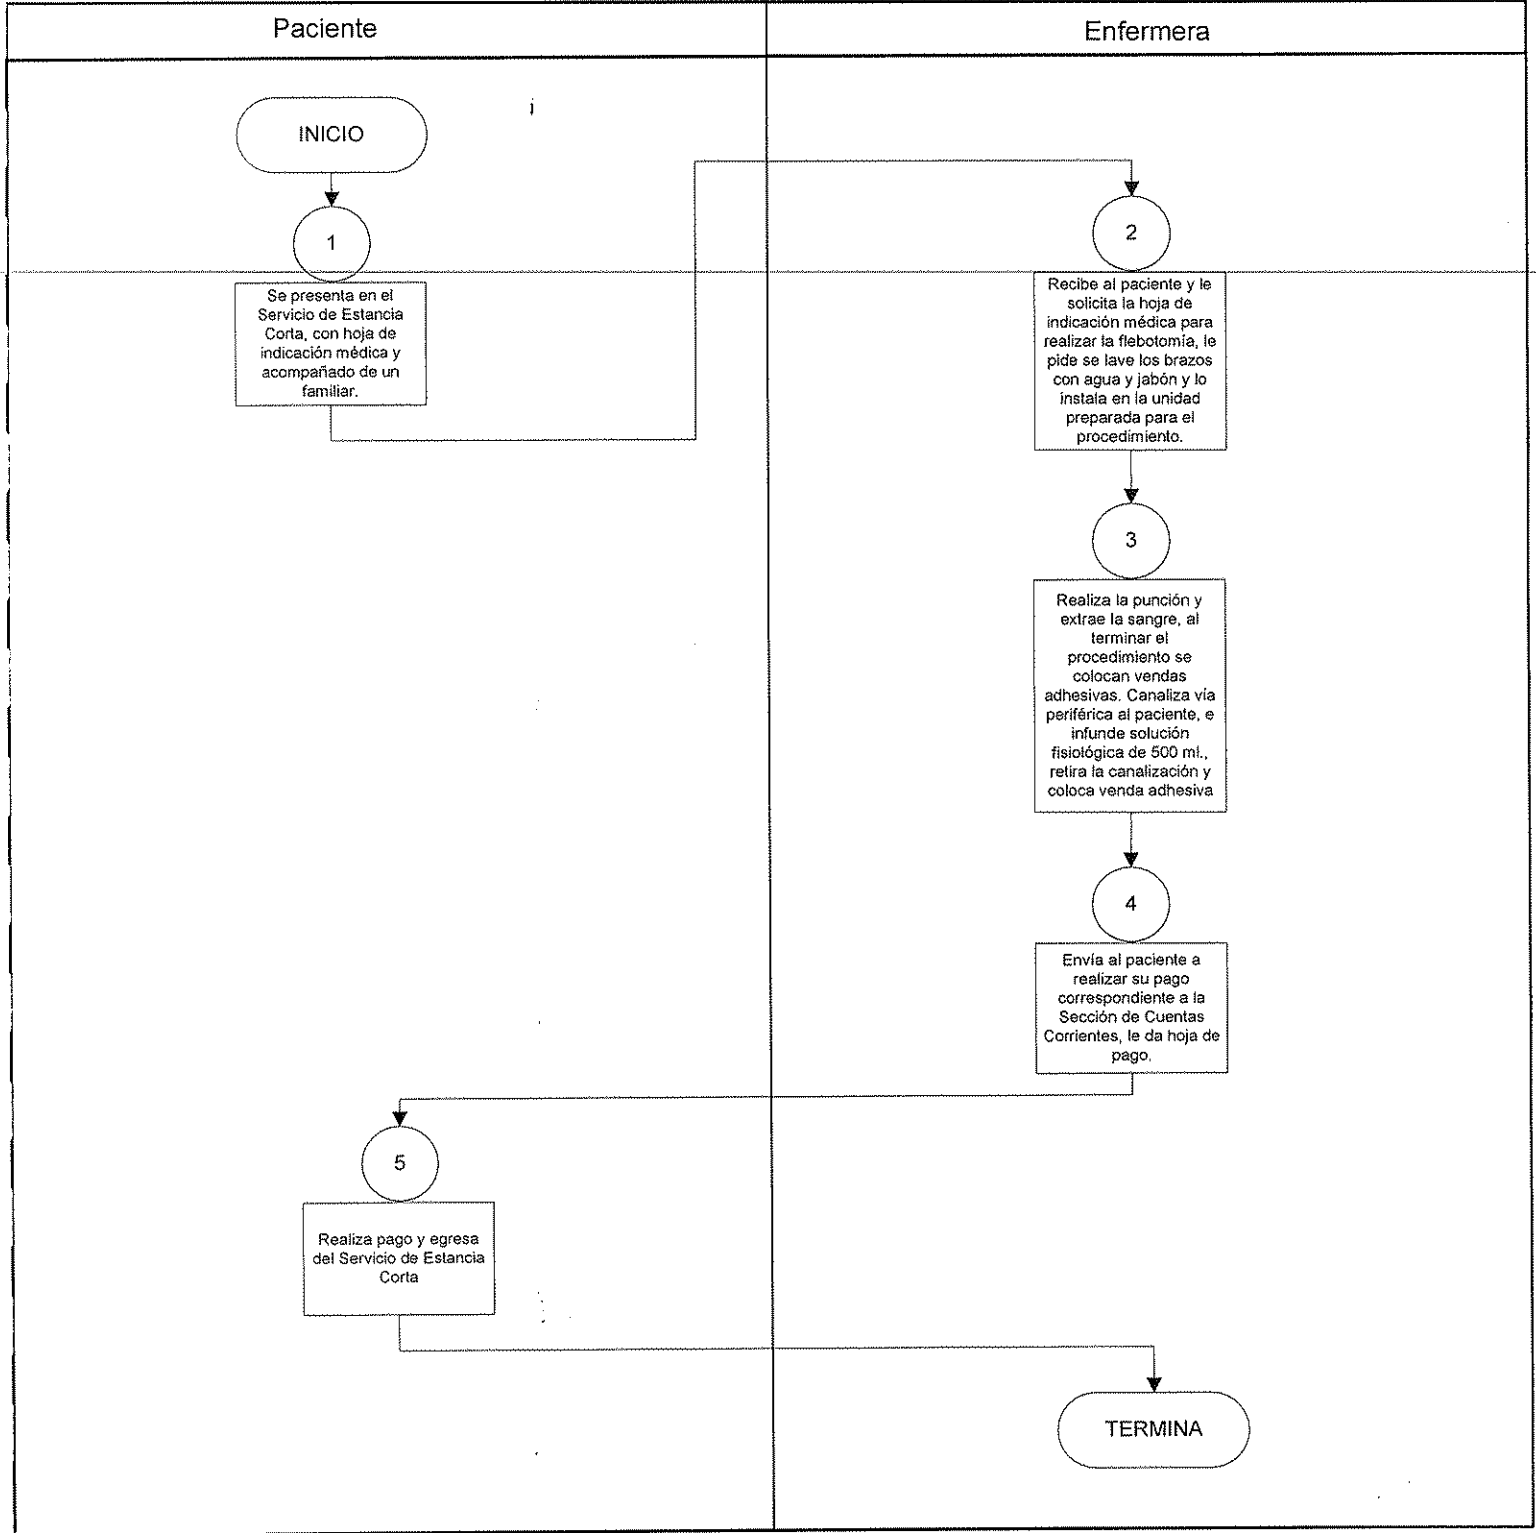 Paciente
Enfermera
INICIO
1
Se presenta en el
Servicio de Estancia
Corta, con hoja de
indicación médica y
acompañado de un
familiar.
2
Recibe al paciente y le
solicita la hoja de
indicación médica para
realizar la flebotomía, le
pide se lave los brazos
con agua y jabón y lo
instala en la unidad
preparada para el
procedimiento.
3
Realiza la punción y
extrae la sangre, al
terminar el
procedimiento se
colocan vendas
adhesivas. Canaliza vía
periférica al paciente, e
infunde solución
fisiológica de 500 ml.,
retira la canalización y
coloca venda adhesiva
4
Envía al paciente a
realizar su pago
correspondiente a la
Sección de Cuentas
Corrientes, le da hoja de
pago.
5
Realiza pago y egresa
del Servicio de Estancia
Corta
TERMINA